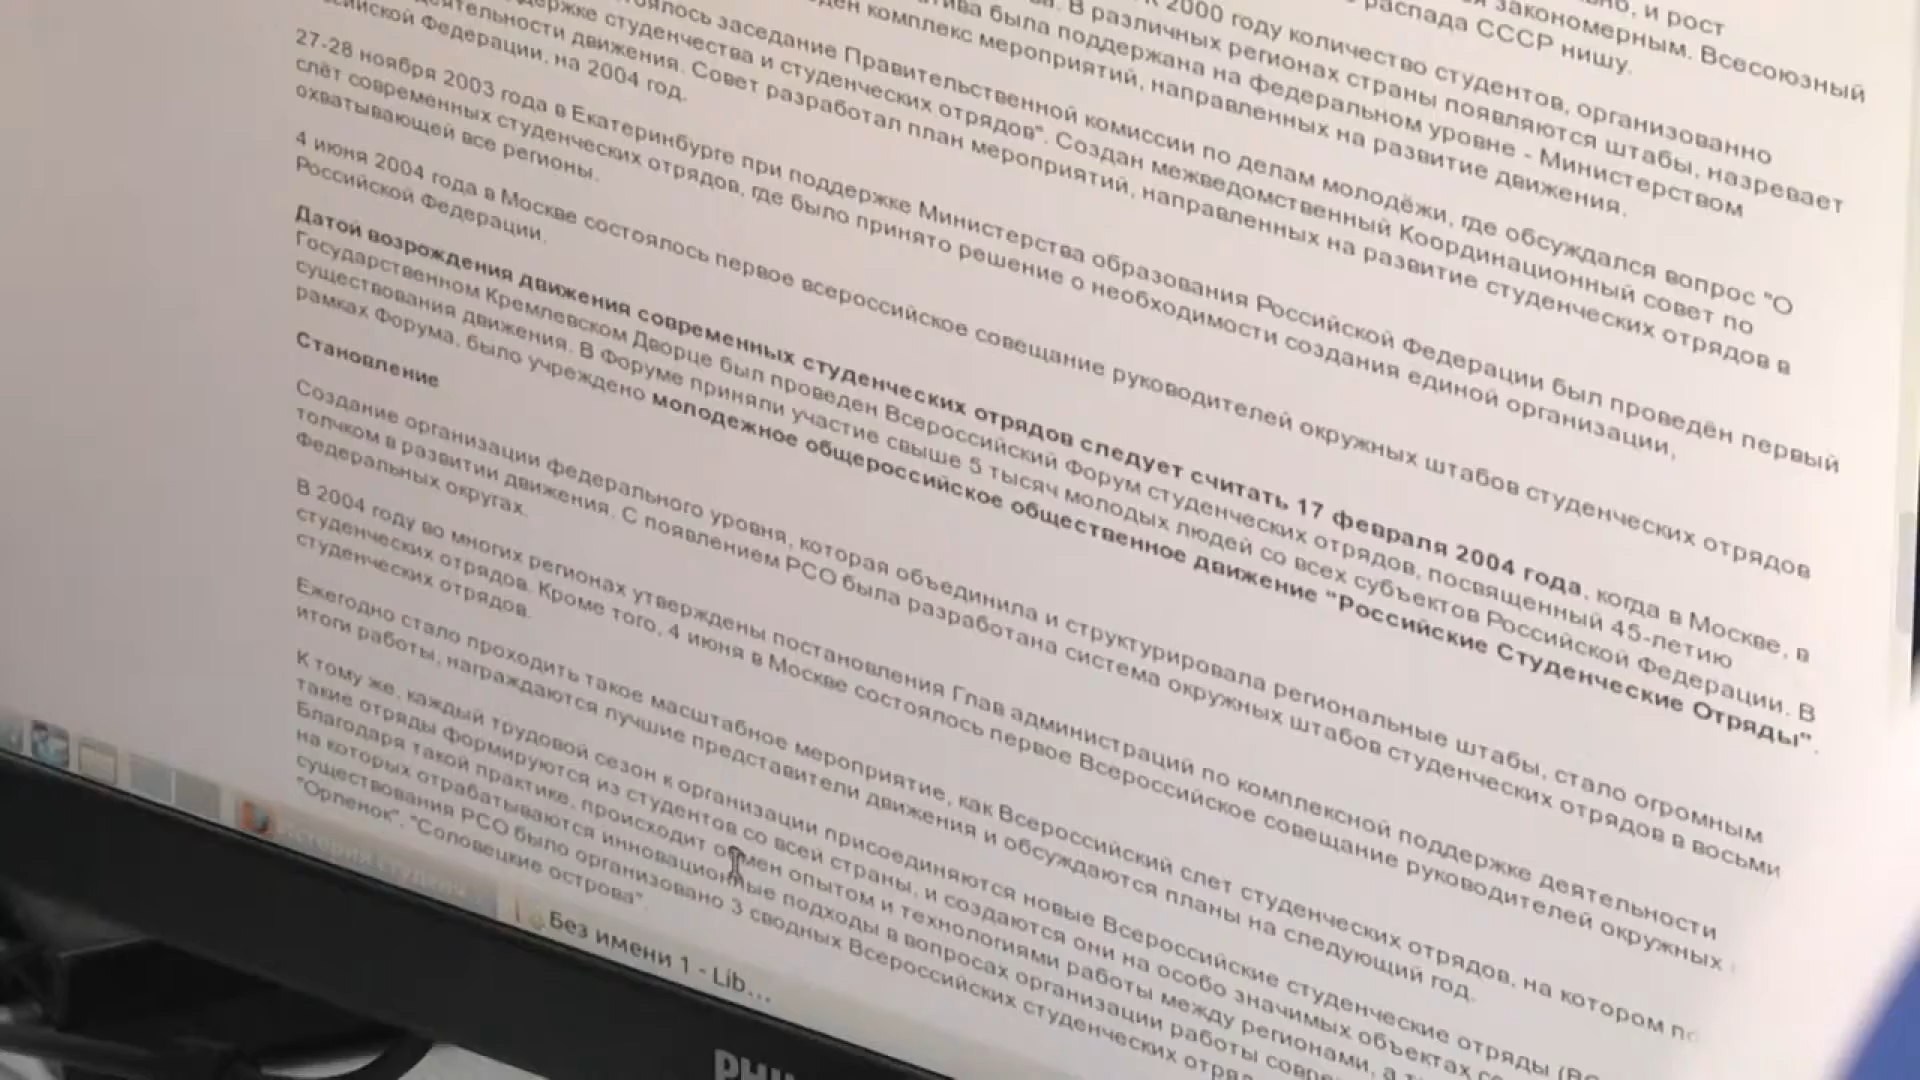 но, и рост
закономерным. Всесоюзный
распада СССР нишу.
К 2000 году количество студентов, организованно
В различных регионах страны появляются штабы, назревает
была поддержана на федеральном уровне - Министерством
комплекс мероприятий, направленных на развитие движения.
состоялось заседание Правительственной комиссии по делам молодёжи, где обсуждался вопрос "О
студенчества и студенческих отрядов". Создан межведомственный Координационный совет по
деятельности движения. Совет разработал план мероприятий, направленных на развитие студенческих отрядов в
Российской Федерации, на 2004 год.
27-28 ноября 2003 года в Екатеринбурге при поддержке Министерства образования Российской Федерации был проведён первый
слёт современных студенческих отрядов, где было принято решение о необходимости создания единой организации,
охватывающей все регионы.
4 июня 2004 года в Москве состоялось первое всероссийское совещание руководителей окружных штабов студенческих отрядов
Российской Федерации.
Датой возрождения движения современных студенческих отрядов следует считать 17 февраля 2004 года, когда в Москве, в
Государственном Кремлевском Дворце был проведен Всероссийский Форум студенческих отрядов, посвященный 45-летию
существования движения. В Форуме приняли участие свыше 5 тысяч молодых людей со всех субъектов Российской Федерации. В
рамках Форума, было учреждено молодежное общероссийское общественное движение "Российские Студенческие Отряды".
Становление
Создание организации федерального уровня, которая объединила и структурировала региональные штабы, стало огромным
толчком в развитии движения. С появлением РСО была разработана система окружных штабов студенческих отрядов в восьми
Федеральных округах.
В 2004 году во многих регионах утверждены постановления Глав администраций по комплексной поддержке деятельности
студенческих отрядов. Кроме того, 4 июня в Москве состоялось первое Всероссийское совещание руководителей окружных
студенческих отрядов.
Ежегодно стало проходить такое масштабное мероприятие, как Всероссийский слет студенческих отрядов, на котором по
итоги работы, награждаются лучшие представители движения и обсуждаются планы на следующий год.
К тому же, каждый трудовой сезон к организации присоединяются новые Всероссийские студенческие отряды (ВС
такие отряды формируются из студентов со всей страны, и создаются они на особо значимых объектах
Благодаря такой практике, происходит обмен опытом и технологиями работы между регионами, а
на которых отрабатываются инновационные подходы в вопросах организации работы
существования РСО было организовано 3 сводных Всероссийских студенческих
"Орленок", "Соловецкие острова".
История студенч
Без имени 1 - Lib...